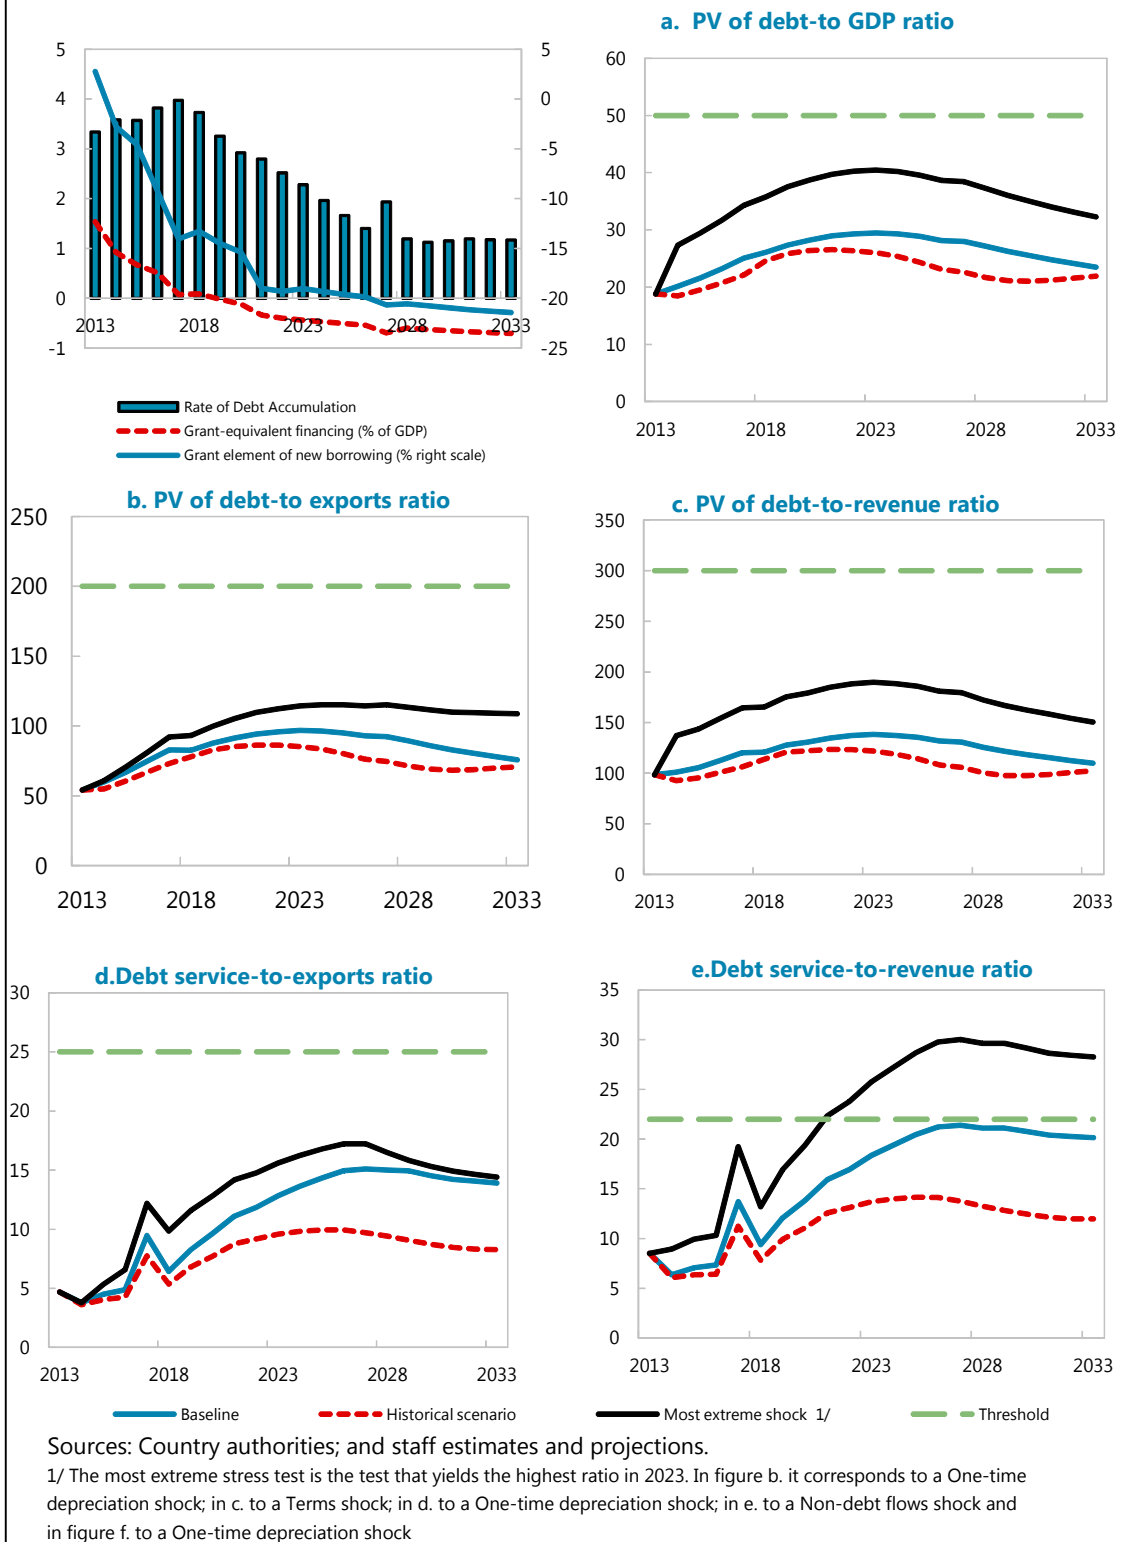 5 5
4 0
3 -5
2 -10
1 -15
0 -20
-1 -25
2013 2018 2023 2028 2033
Rate of Debt Accumulation
Grant-equivalent financing (% of GDP)
Grant element of new borrowing (% right scale)
a. PV of debt-to GDP ratio
60
50
40
30
20
10
0
2013 2018 2023 2028 2033
b. PV of debt-to exports ratio
250
200
150
100
50
0
2013 2018 2023 2028 2033
c. PV of debt-to-revenue ratio
350
300
250
200
150
100
50
0
2013 2018 2023 2028 2033
d.Debt service-to-exports ratio
30
25
20
15
10
5
0
2013 2018 2023 2028 2033
e.Debt service-to-revenue ratio
35
30
25
20
15
10
5
0
2013 2018 2023 2028 2033
Baseline Historical scenario Most extreme shock 1/ Threshold
Sources: Country authorities; and staff estimates and projections.
1/ The most extreme stress test is the test that yields the highest ratio in 2023. In figure b. it corresponds to a One-time
depreciation shock; in c. to a Terms shock; in d. to a One-time depreciation shock; in e. to a Non-debt flows shock and
in figure f. to a One-time depreciation shock